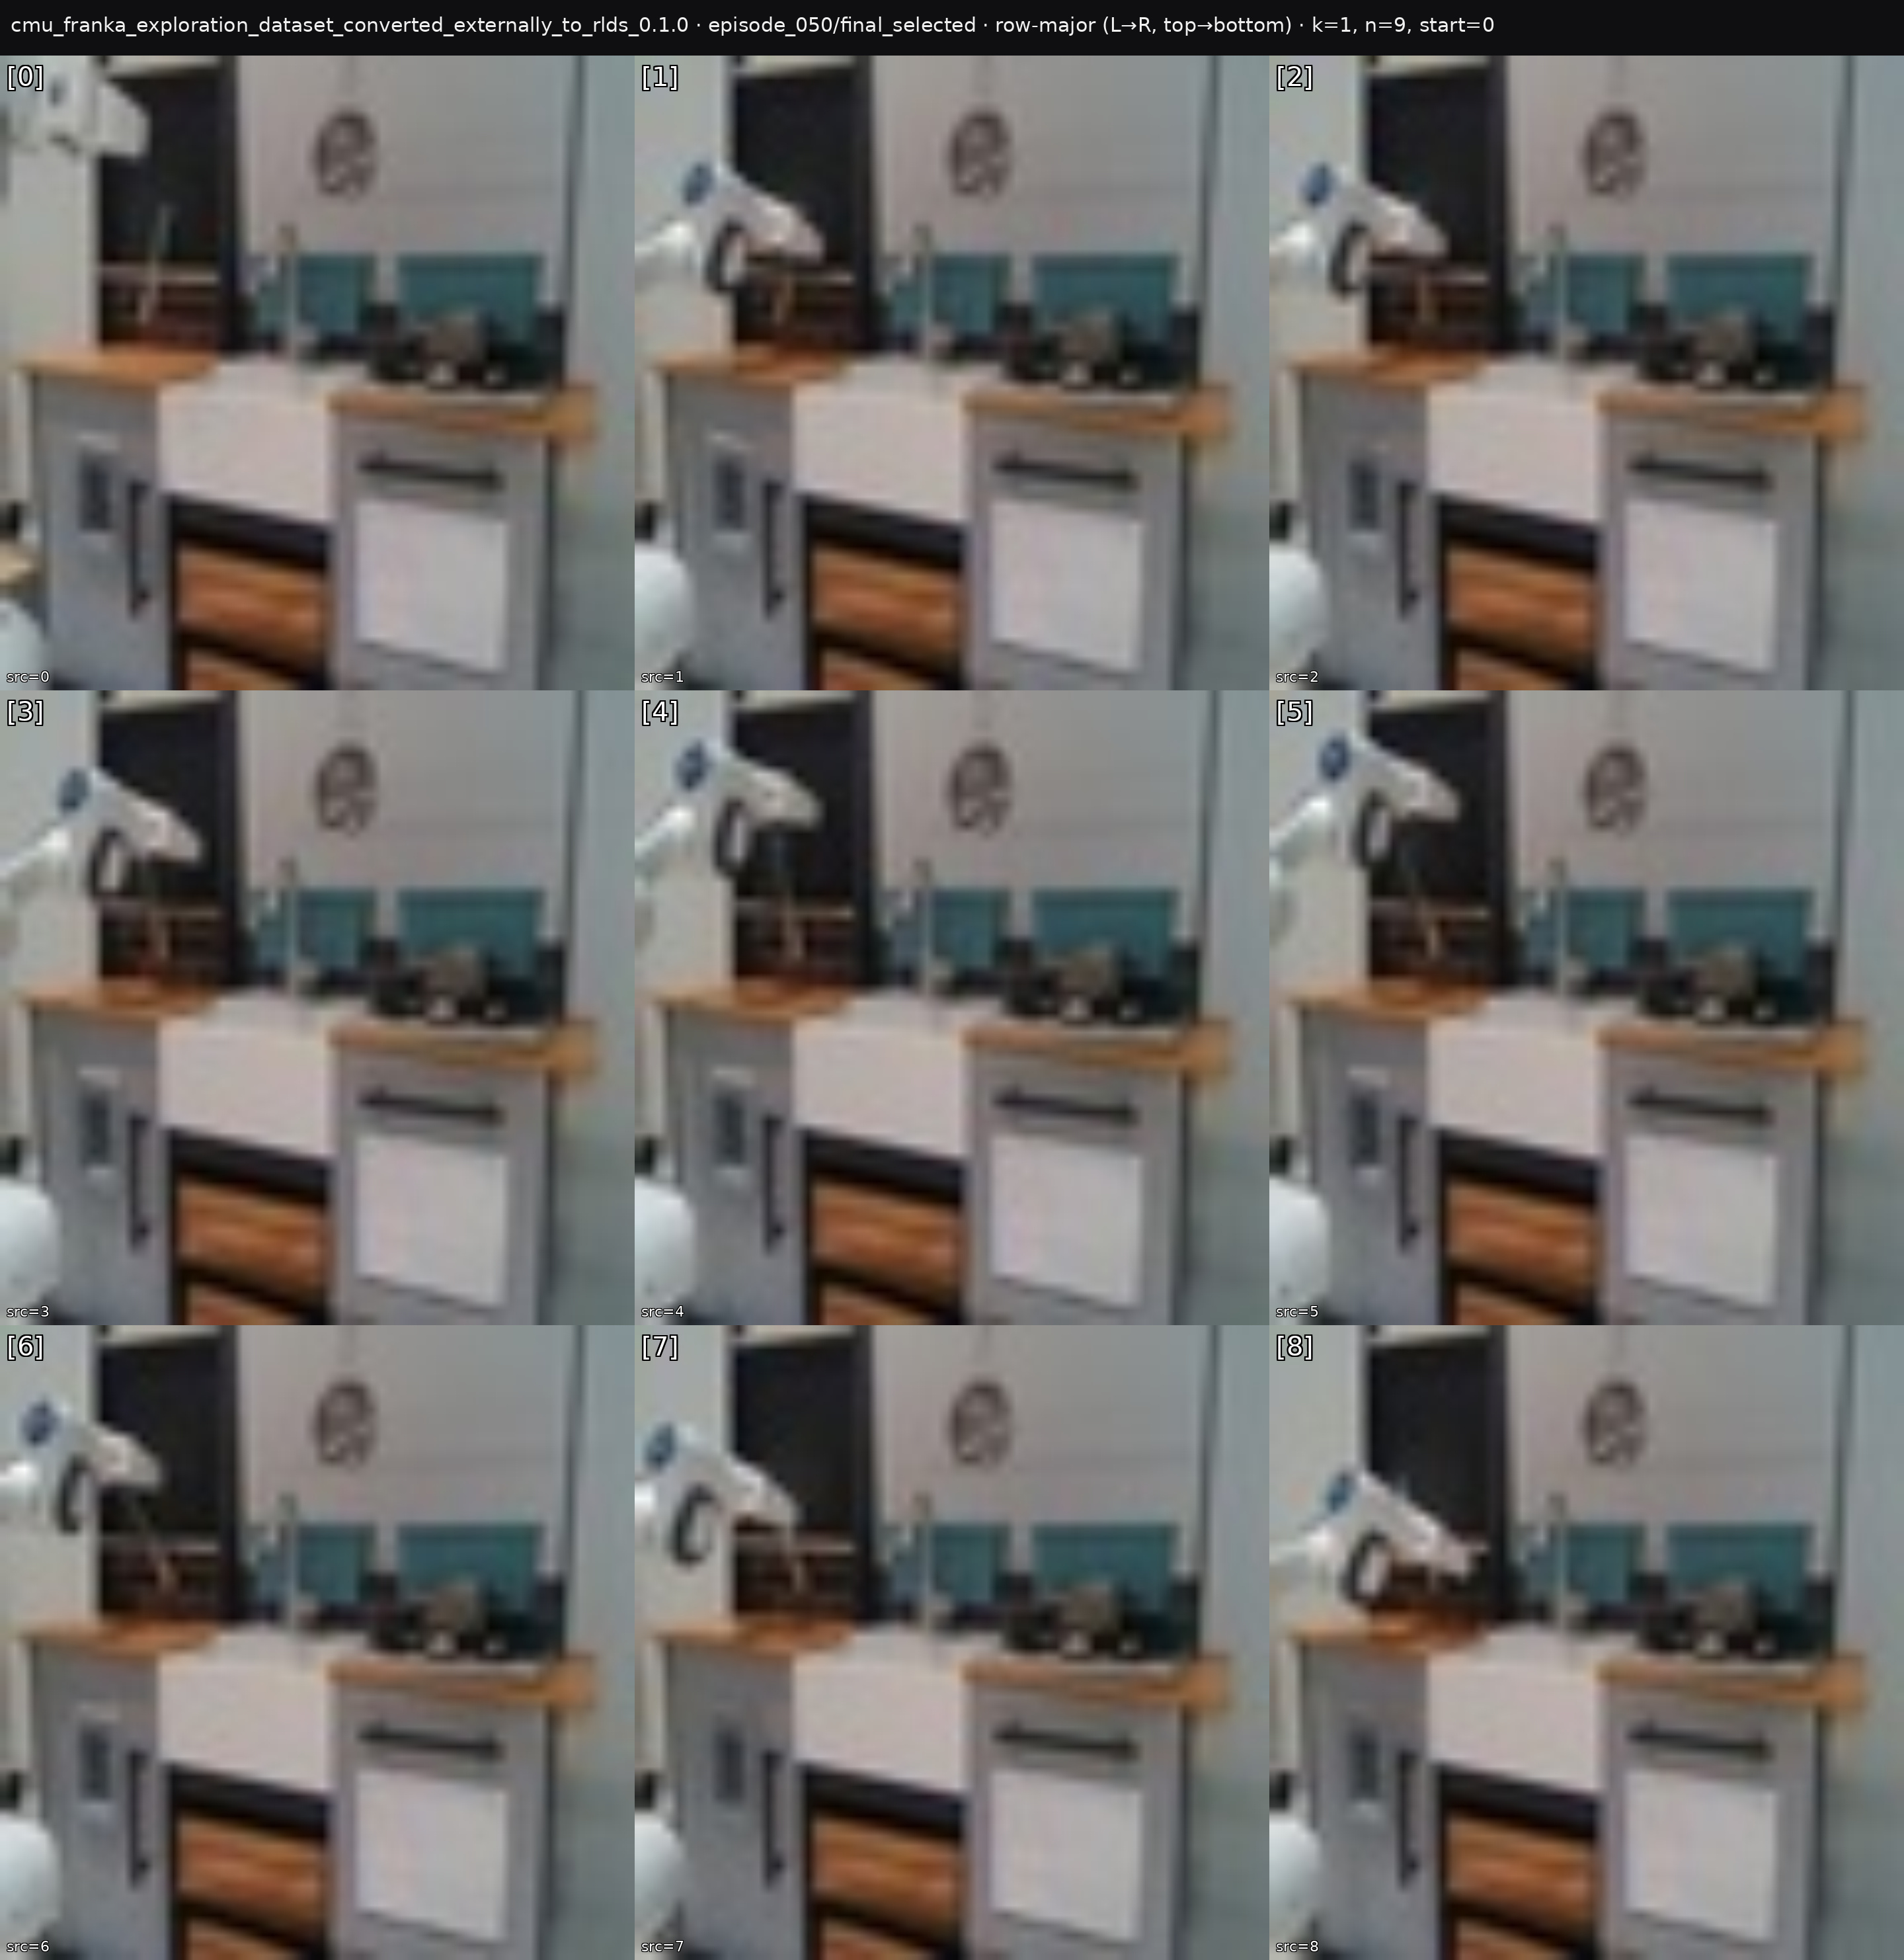 cmu_franka_exploration_dataset_converted_externally_to_rlds_0.1.0 · episode_050/final_selected · row-major (L→R, top→bottom) · k=1, n=9, start=0
[0]
[1]
[2]
src=0
src=1
src=2
[3]
[4]
[5]
src=3
src=4
src=5
[6]
[7]
[8]
src=6
src=7
src=8